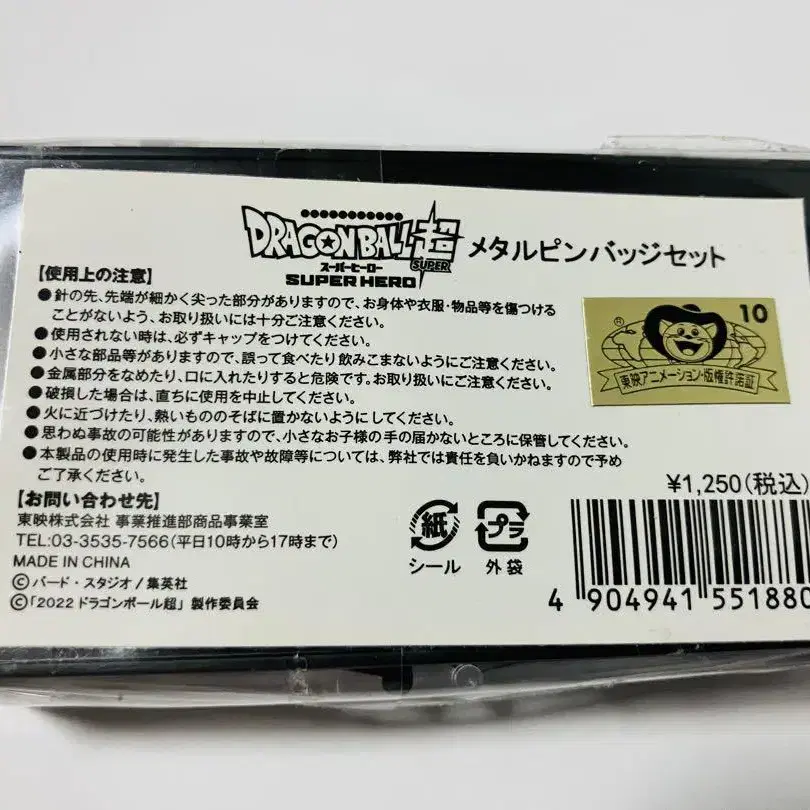 DRAGON BALL超 メタルピンバッジセット
SUPER
スーパーヒーロー
SUPER HERO
【使用上の注意】
●針の先、先端が細かく尖った部分がありますので、お身体や衣服・物品等を傷つける
ことがないよう、お取り扱いには十分ご注意ください。
●使用されない時は、必ずキャップをつけてください。
●小さな部品等がありますので、誤って食べたり飲みこまないようにご注意ください。
●金属部分をなめたり、口に入れたりすると危険です。お取り扱いにご注意ください。
●破損した場合は、直ちに使用を中止してください。
●火に近づけたり、熱いもののそばに置かないようにしてください。
●思わぬ事故の可能性がありますので、小さなお子様の手の届かないところに保管してください。
●本製品の使用時に発生した事故や故障等については、弊社では責任を負いかねますので予め
ご了承ください。
® 10
東映アニメーション・版権許諾証
¥1,250(税込)
【お問い合わせ先】
東映株式会社 事業推進部商品事業室
TEL:03-3535-7566(平日10時から17時まで)
MADE IN CHINA
©バード・スタジオ/集英社
©「2022 ドラゴンボール超」製作委員会
紙 プラ
シール 外袋
4 904941 551880